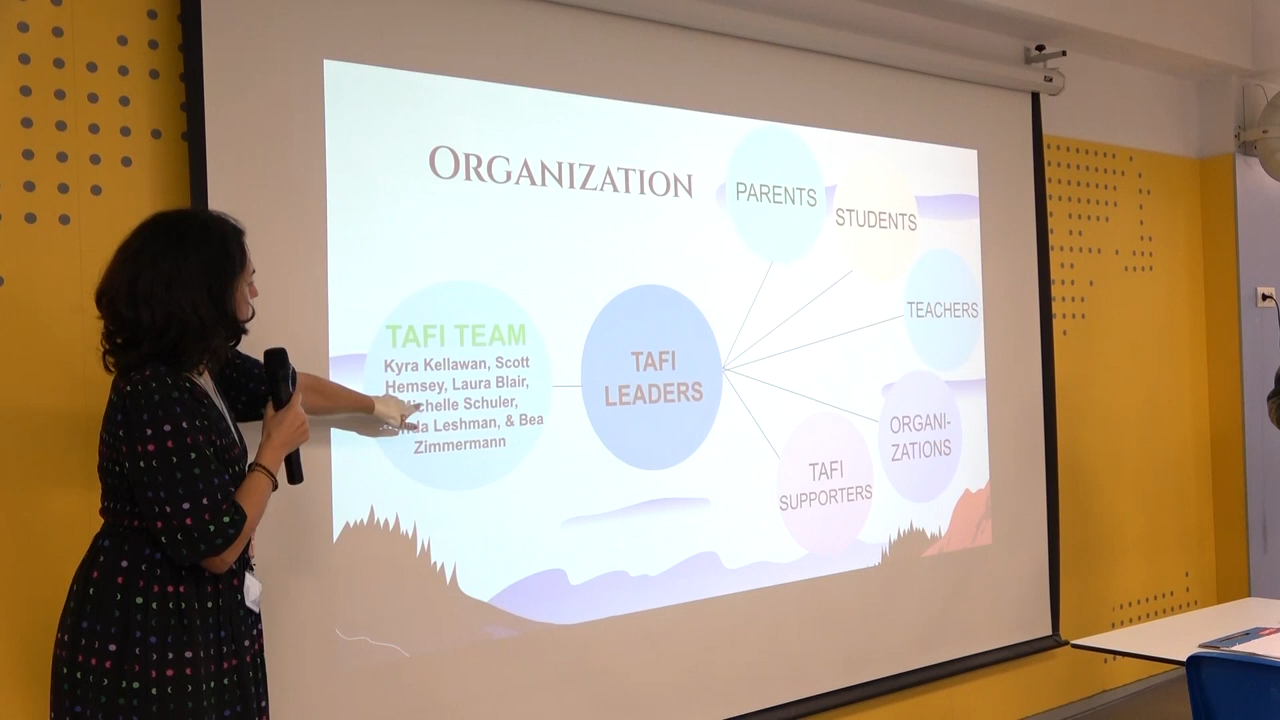 ORGANIZATION
PARENTS
STUDENTS
TEACHERS
ORGANI-
ZATIONS
TAFI
SUPPORTERS
TAFI
LEADERS
TAFI TEAM
Kyra Kellawan, Scott
Hemsey, Laura Blair,
Michelle Schuler,
Leshman, & Bea
Zimmermann